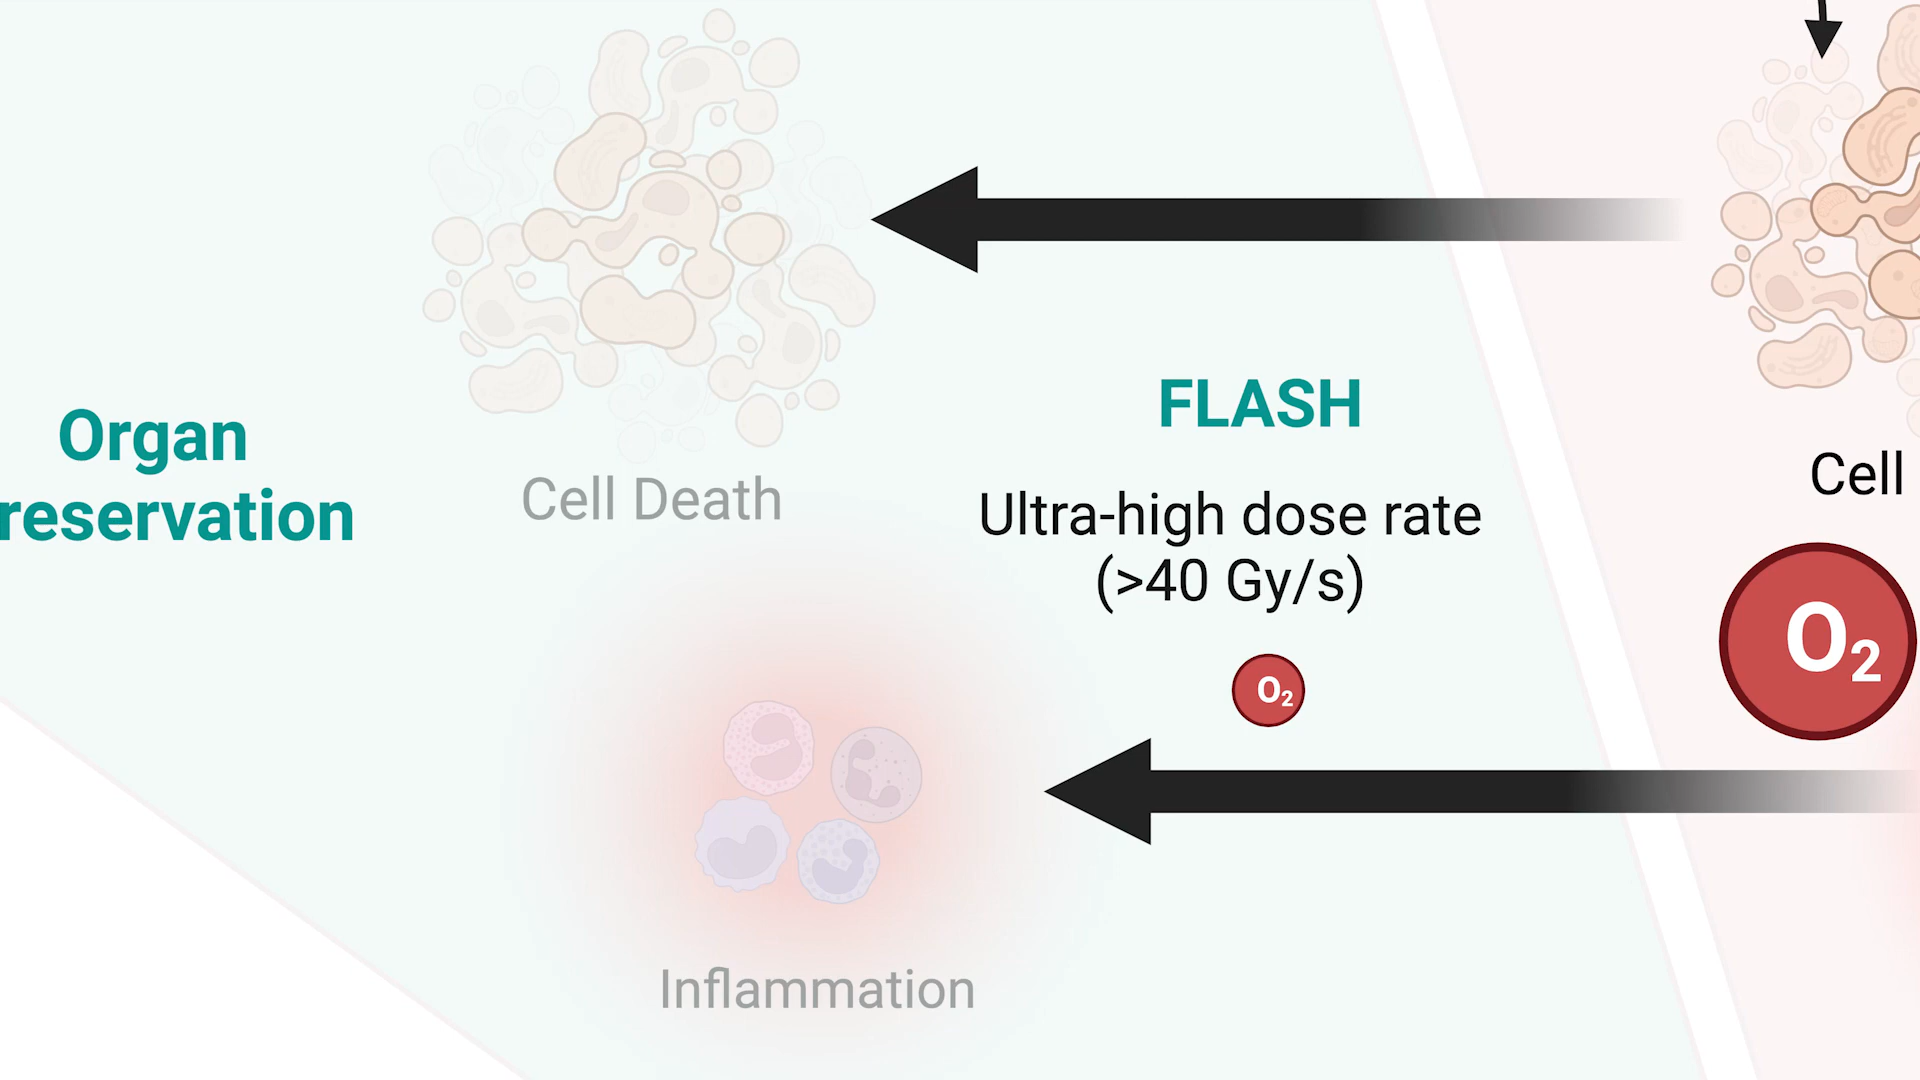 Organ
reservation
Cell Death
FLASH
Ultra-high dose rate
(>40 Gy/s)
O₂
Inflammation
Cell
O₂